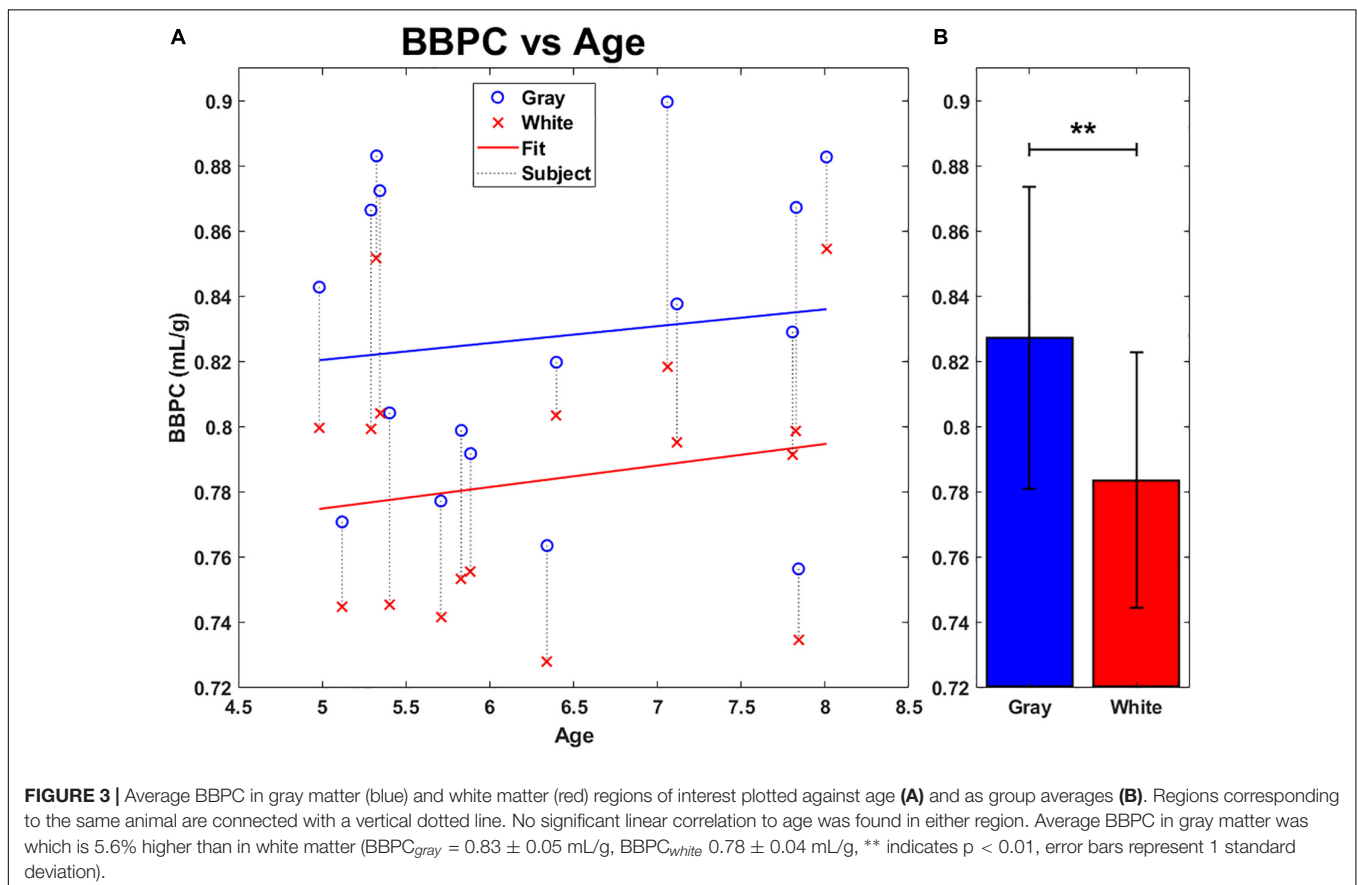 A
BBPC vs Age
B
Gray
White
Fit
Subject
0.9
0.88
0.86
0.84
0.82
0.8
0.78
0.76
0.74
0.72
BBPC (mL/g)
4.5 5 5.5 6 6.5 7 7.5 8 8.5
Age
**
0.9
0.88
0.86
0.84
0.82
0.8
0.78
0.76
0.74
0.72
Gray White
FIGURE 3 | Average BBPC in gray matter (blue) and white matter (red) regions of interest plotted against age (A) and as group averages (B). Regions corresponding
to the same animal are connected with a vertical dotted line. No significant linear correlation to age was found in either region. Average BBPC in gray matter was
which is 5.6% higher than in white matter (BBPCgray = 0.83 ± 0.05 mL/g, BBPCwhite 0.78 ± 0.04 mL/g, ** indicates p < 0.01, error bars represent 1 standard
deviation).